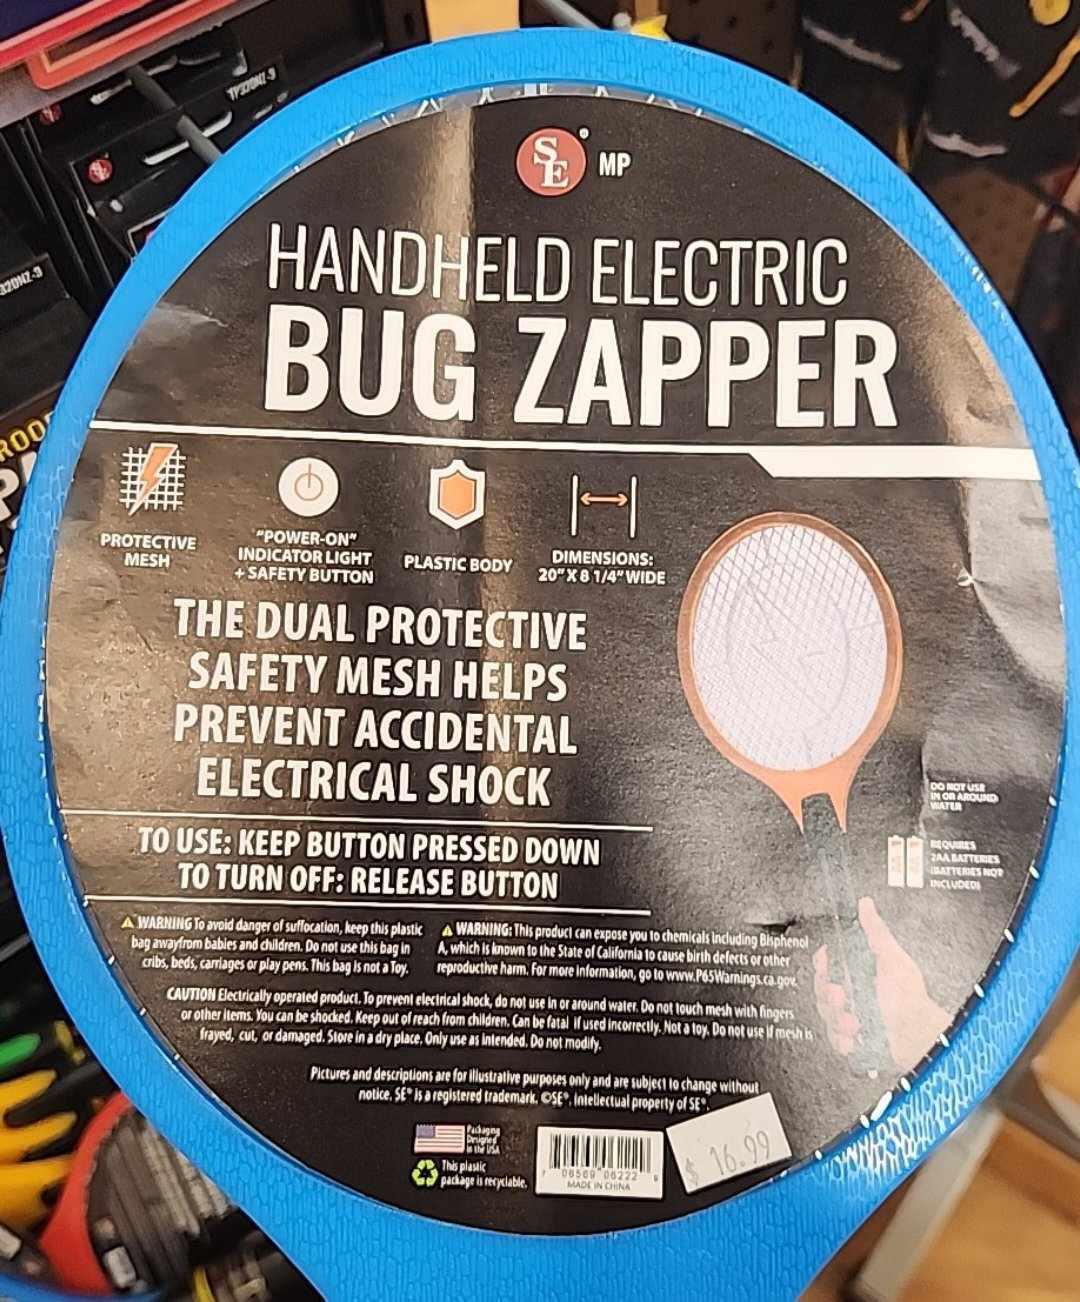 TP320N2-9
320N2-9
SE® MP
HANDHELD ELECTRIC
BUG ZAPPER
PROTECTIVE
MESH
"POWER-ON"
INDICATOR LIGHT
+ SAFETY BUTTON
PLASTIC BODY
DIMENSIONS:
20" X 8 1/4" WIDE
THE DUAL PROTECTIVE
SAFETY MESH HELPS
PREVENT ACCIDENTAL
ELECTRICAL SHOCK
DO NOT USE
IN OR AROUND
WATER
REQUIRES
2AA BATTERIES
(BATTERIES NOT
INCLUDED)
TO USE: KEEP BUTTON PRESSED DOWN
TO TURN OFF: RELEASE BUTTON
WARNING To avoid danger of suffocation, keep this plastic
bag awayfrom babies and children. Do not use this bag in
cribs, beds, carriages or play pens. This bag is not a Toy.
WARNING: This product can expose you to chemicals including Bisphenol
A, which is known to the State of California to cause birth defects or other
reproductive harm. For more information, go to www.P65Warnings.ca.gov.
CAUTION Electrically operated product. To prevent electrical shock, do not use in or around water. Do not touch mesh with fingers
or other items. You can be shocked. Keep out of reach from children. Can be fatal if used incorrectly. Not a toy. Do not use if mesh is
frayed, cut, or damaged. Store in a dry place. Only use as intended. Do not modify.
Pictures and descriptions are for illustrative purposes only and are subject to change without
notice. SE® is a registered trademark. ©SE®. Intellectual property of SE®.
Packaging
Designed
in the USA
This plastic
package is recyclable.
08569 06222
MADE IN CHINA
$ 16.99